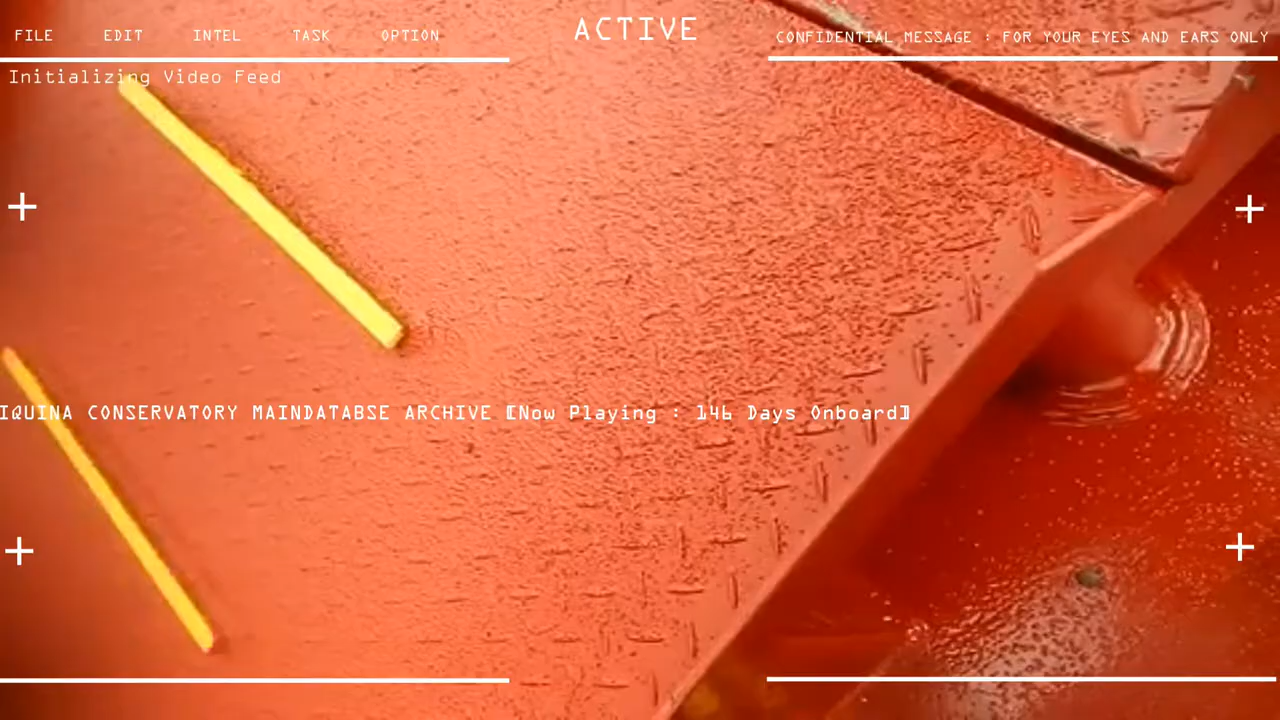 FILE EDIT INTEL TASK OPTION
ACTIVE
CONFIDENTIAL MESSAGE : FOR YOUR EYES AND EARS ONLY
Initializing Video Feed
IQUINA CONSERVATORY MAINDATABSE ARCHIVE [Now Playing : 146 Days Onboard]